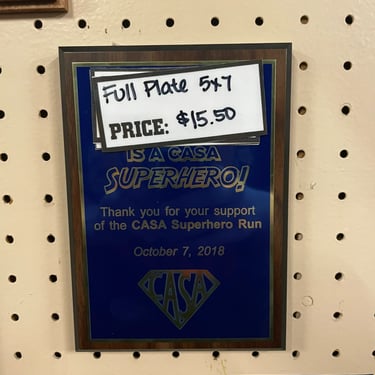 Full Plate 5x7
PRICE: $15.50
IS A CASA
SUPERHERO!
Thank you for your support
of the CASA Superhero Run
October 7, 2018
CASA